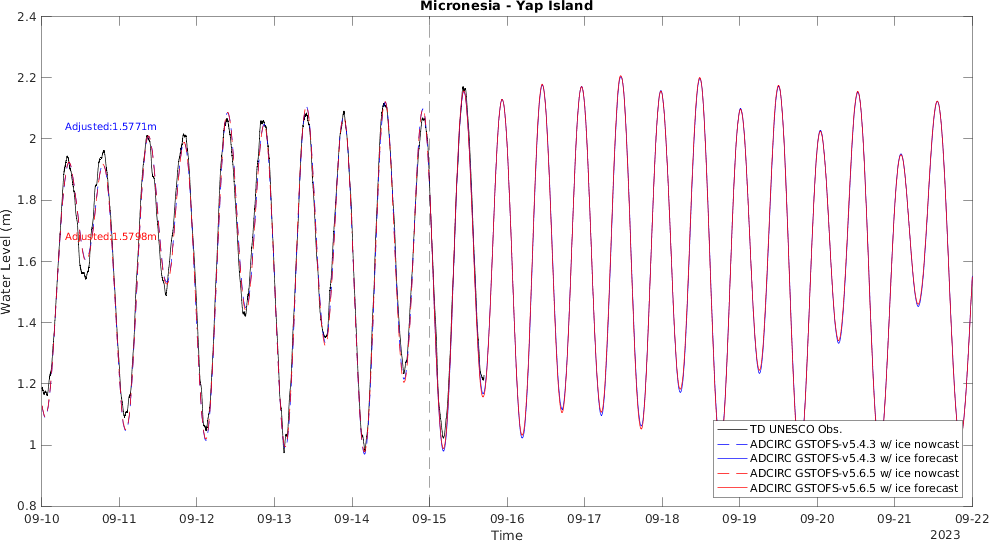 Micronesia - Yap Island
2.4
2.2
2
1.8
1.6
1.4
1.2
1
0.8
Water Level (m)
Adjusted:1.5771m
Adjusted:1.5798m
TD UNESCO Obs.
ADCIRC GSTOFS-v5.4.3 w/ ice nowcast
ADCIRC GSTOFS-v5.4.3 w/ ice forecast
ADCIRC GSTOFS-v5.6.5 w/ ice nowcast
ADCIRC GSTOFS-v5.6.5 w/ ice forecast
09-10 09-11 09-12 09-13 09-14 09-15 09-16 09-17 09-18 09-19 09-20 09-21 09-22
Time
2023